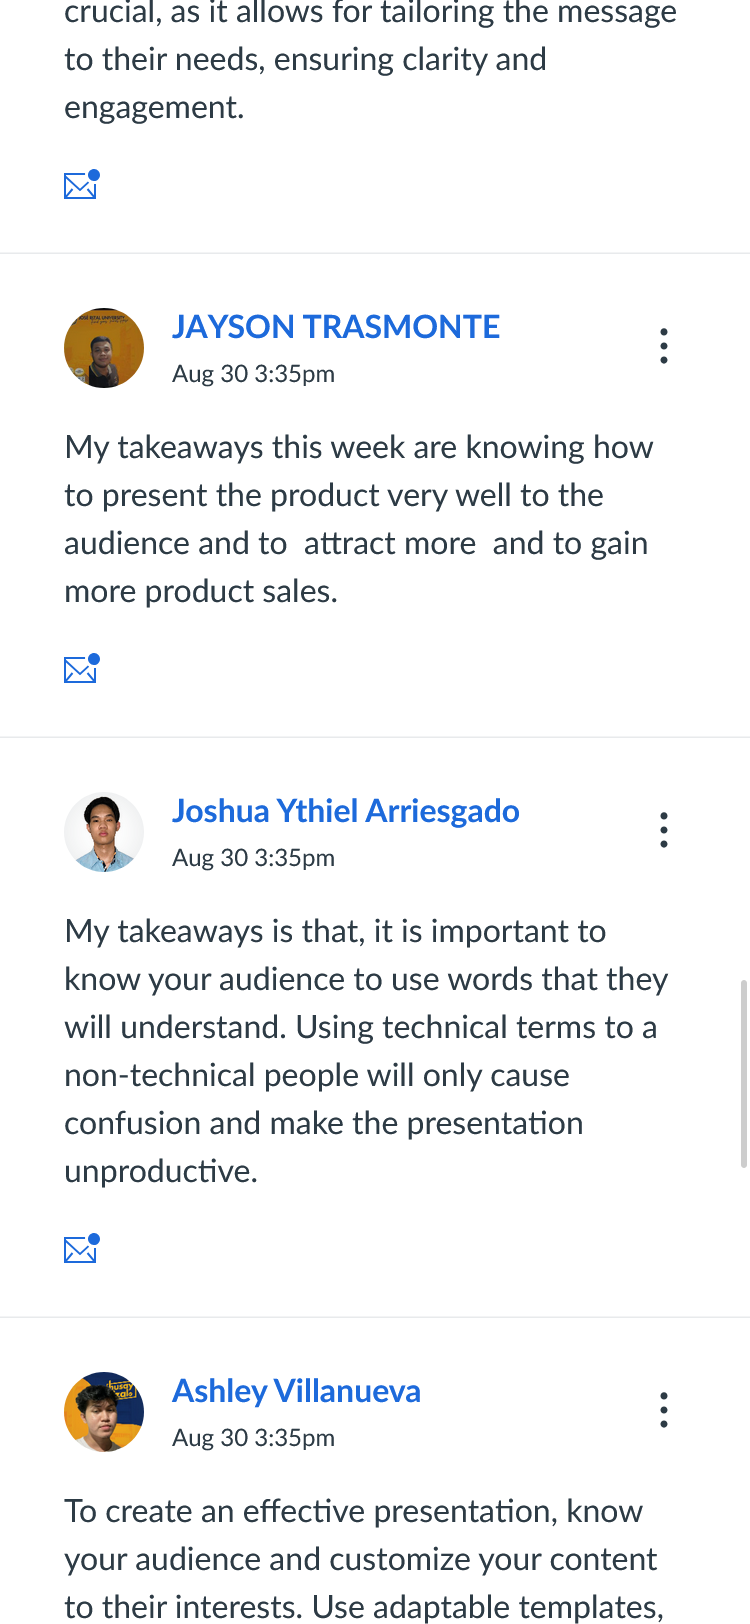 crucial, as it allows for tailoring the message
to their needs, ensuring clarity and
engagement.
JAYSON TRASMONTE
Aug 30 3:35pm
My takeaways this week are knowing how
to present the product very well to the
audience and to  attract more  and to gain
more product sales.
Joshua Ythiel Arriesgado
Aug 30 3:35pm
My takeaways is that, it is important to
know your audience to use words that they
will understand. Using technical terms to a
non-technical people will only cause
confusion and make the presentation
unproductive.
Ashley Villanueva
Aug 30 3:35pm
To create an effective presentation, know
your audience and customize your content
to their interests. Use adaptable templates,